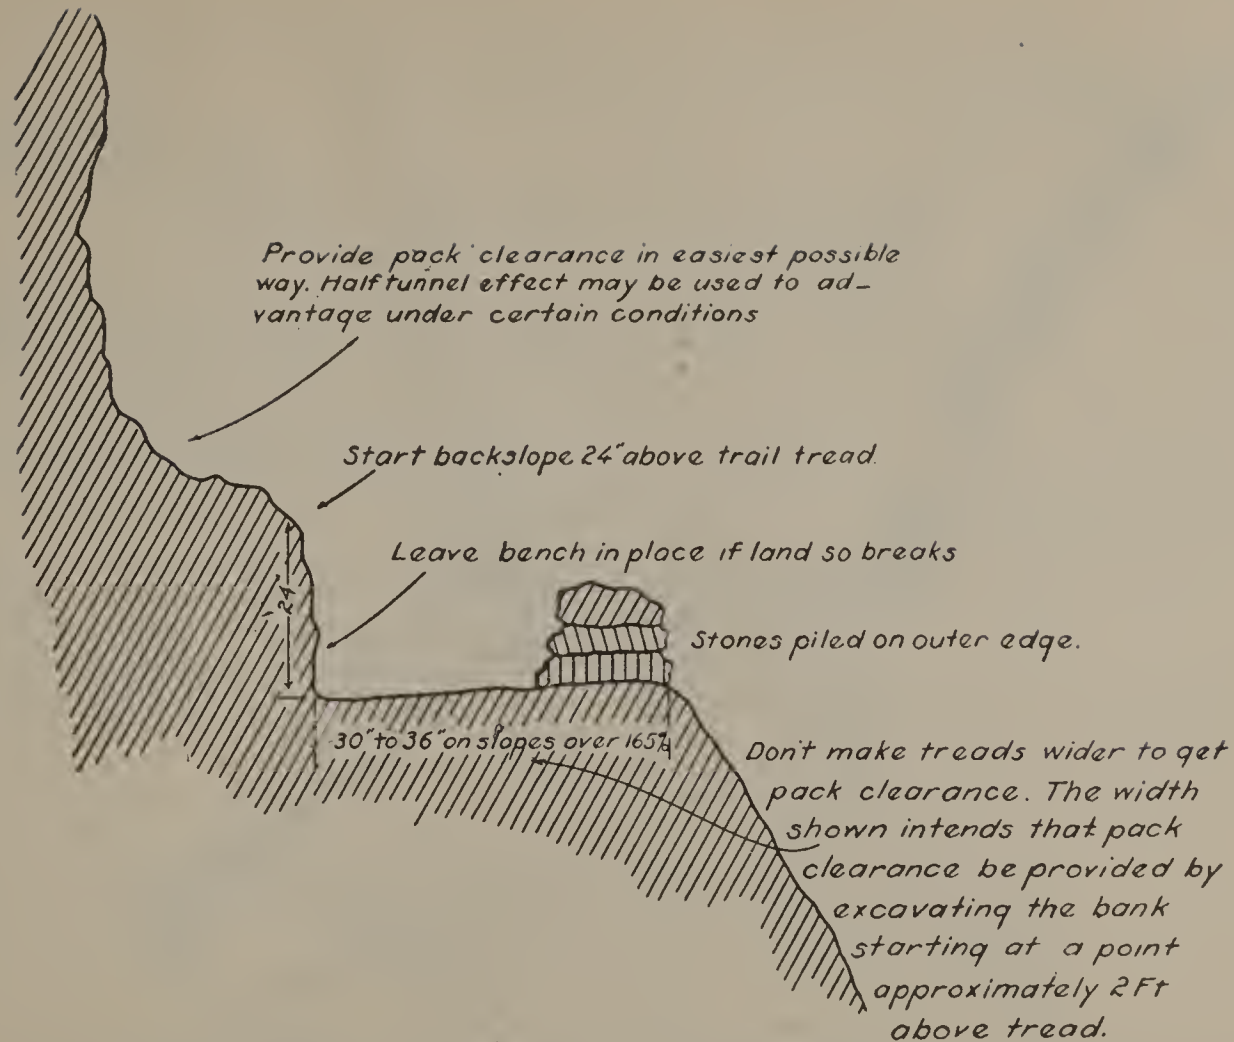 Provide pack clearance in easiest possible
way. Half tunnel effect may be used to ad-
vantage under certain conditions
Start backslope 24" above trail tread.
Leave bench in place if land so breaks
24"
Stones piled on outer edge.
30" to 36" on slopes over 165%
Don't make treads wider to get
pack clearance. The width
shown intends that pack
clearance be provided by
excavating the bank
starting at a point
approximately 2 Ft
above tread.